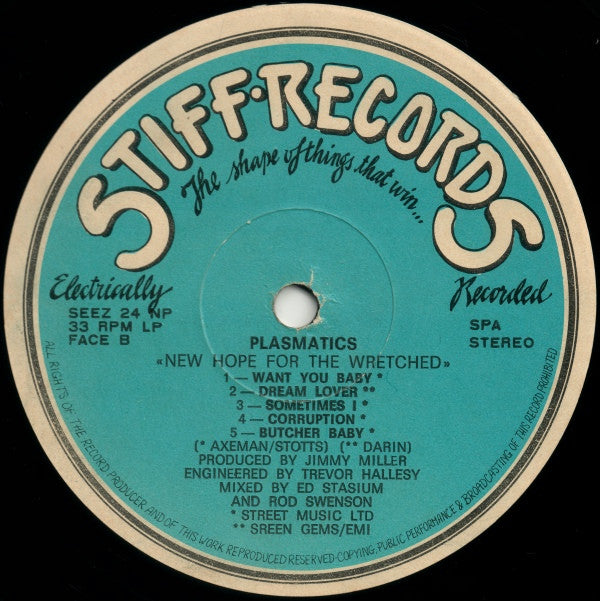 STIFF·RECORDS
The shape of things that win...
Electrically
Recorded
SEEZ 24 NP
33 RPM LP
FACE B
SPA
STEREO
PLASMATICS
«NEW HOPE FOR THE WRETCHED»
1 — WANT YOU BABY *
2 — DREAM LOVER **
3 — SOMETIMES I *
4 — CORRUPTION *
5 — BUTCHER BABY *
(* AXEMAN/STOTTS) (** DARIN)
PRODUCED BY JIMMY MILLER
ENGINEERED BY TREVOR HALLESY
MIXED BY ED STASIUM
AND ROD SWENSON
* STREET MUSIC LTD
** SREEN GEMS/EMI
ALL RIGHTS OF THE RECORD PRODUCER AND OF THIS WORK REPRODUCED RESERVED·COPYING, PUBLIC PERFORMANCE & BROADCASTING OF THIS RECORD PROHIBITED